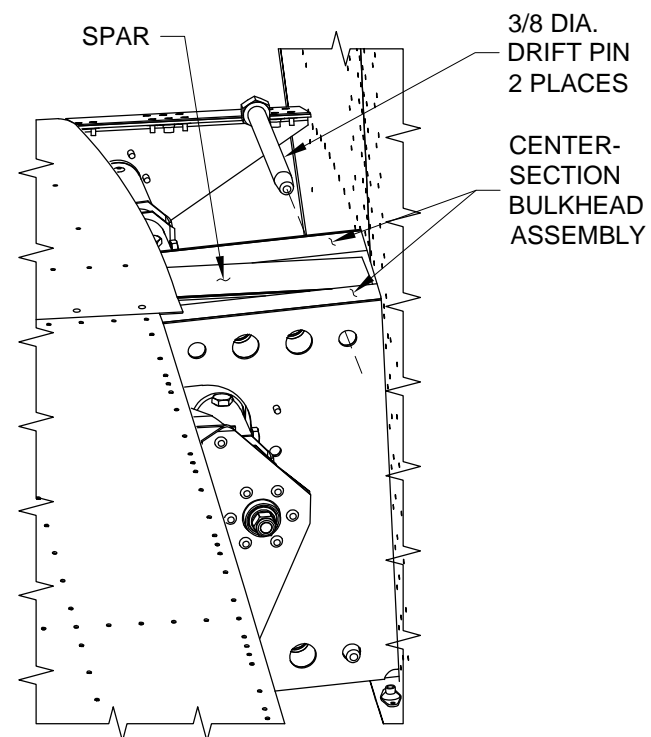 SPAR
3/8 DIA.
DRIFT PIN
2 PLACES
CENTER-
SECTION
BULKHEAD
ASSEMBLY